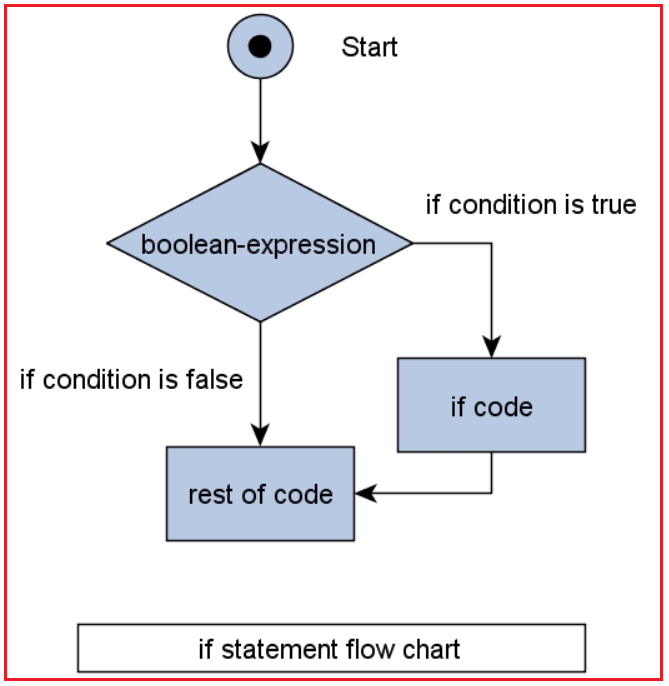 Start
if condition is true
boolean-expression
if condition is false
if code
rest of code
if statement flow chart